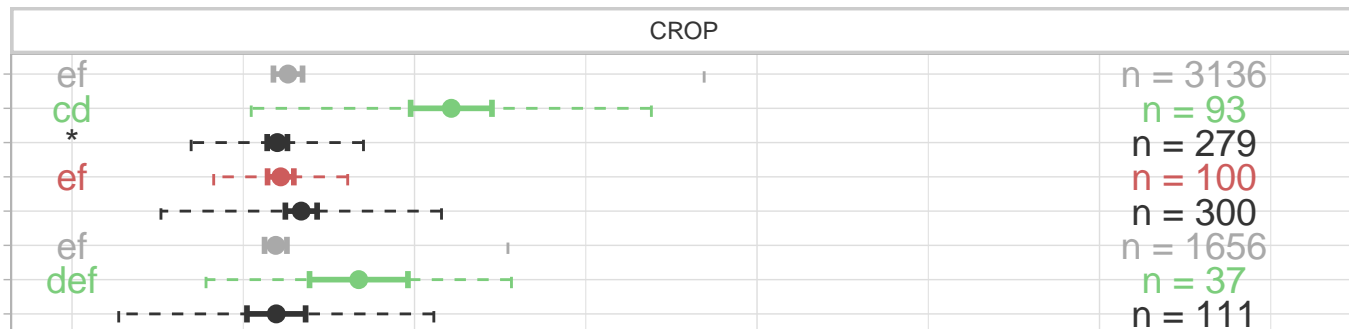 CROP
ef n = 3136
cd n = 93
* n = 279
ef n = 100
n = 300
ef n = 1656
def n = 37
n = 111